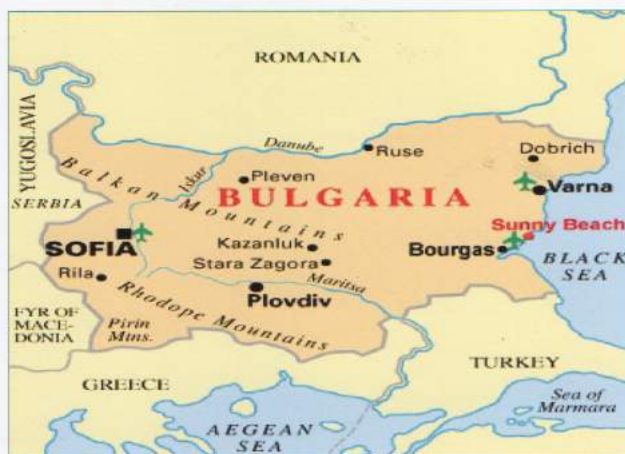 ROMANIA
YUGOSLAVIA
Danube
Ruse
Dobrich
Iskur
Pleven
Balkan Mountains
BULGARIA
Varna
SERBIA
Sunny Beach
SOFIA
Kazanluk
Bourgas
Stara Zagora
BLACK
SEA
Rila
Maritsa
Plovdiv
FYR OF
MACE-
DONIA
Pirin
Mtns.
Rhodope Mountains
TURKEY
GREECE
Sea of
Marmara
AEGEAN
SEA